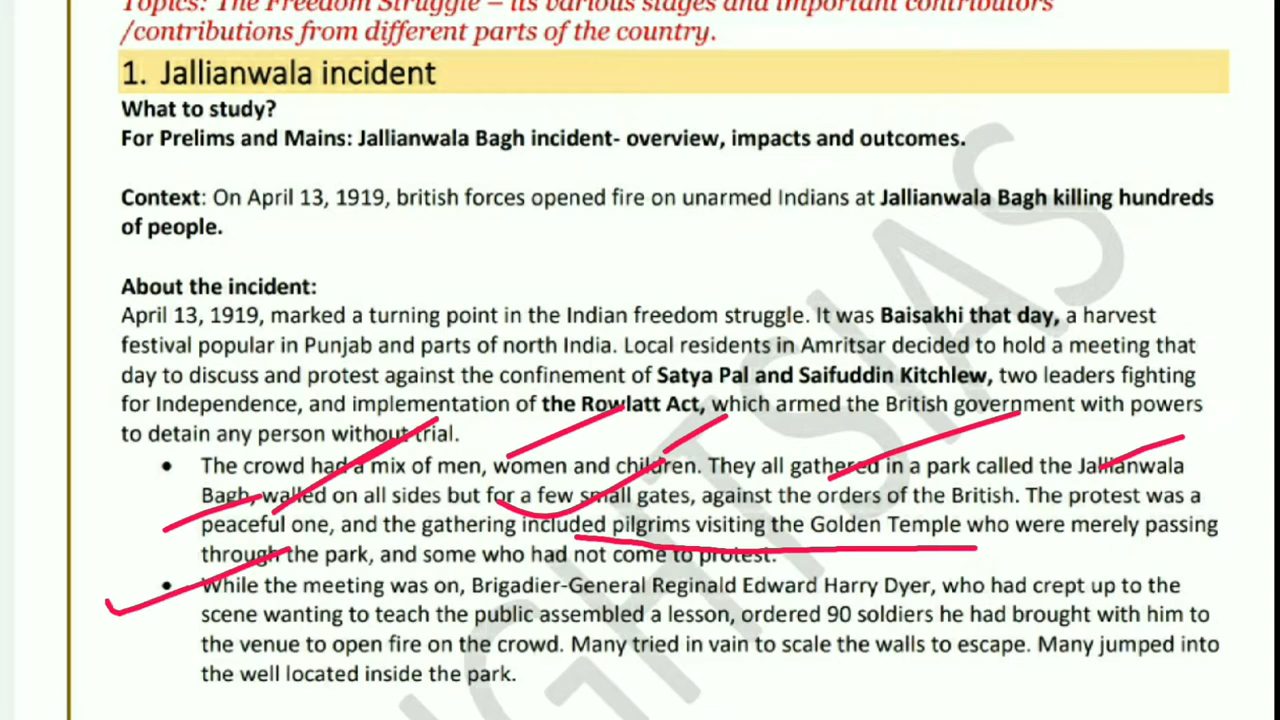 Topics: The Freedom Struggle – its various stages and important contributors
/contributions from different parts of the country.
1. Jallianwala incident
What to study?
For Prelims and Mains: Jallianwala Bagh incident- overview, impacts and outcomes.
Context: On April 13, 1919, british forces opened fire on unarmed Indians at Jallianwala Bagh killing hundreds
of people.
About the incident:
April 13, 1919, marked a turning point in the Indian freedom struggle. It was Baisakhi that day, a harvest
festival popular in Punjab and parts of north India. Local residents in Amritsar decided to hold a meeting that
day to discuss and protest against the confinement of Satya Pal and Saifuddin Kitchlew, two leaders fighting
for Independence, and implementation of the Rowlatt Act, which armed the British government with powers
to detain any person without trial.
• The crowd had a mix of men, women and children. They all gathered in a park called the Jallianwala
Bagh, walled on all sides but for a few small gates, against the orders of the British. The protest was a
peaceful one, and the gathering included pilgrims visiting the Golden Temple who were merely passing
through the park, and some who had not come to protest.
• While the meeting was on, Brigadier-General Reginald Edward Harry Dyer, who had crept up to the
scene wanting to teach the public assembled a lesson, ordered 90 soldiers he had brought with him to
the venue to open fire on the crowd. Many tried in vain to scale the walls to escape. Many jumped into
the well located inside the park.
GHTSIAS